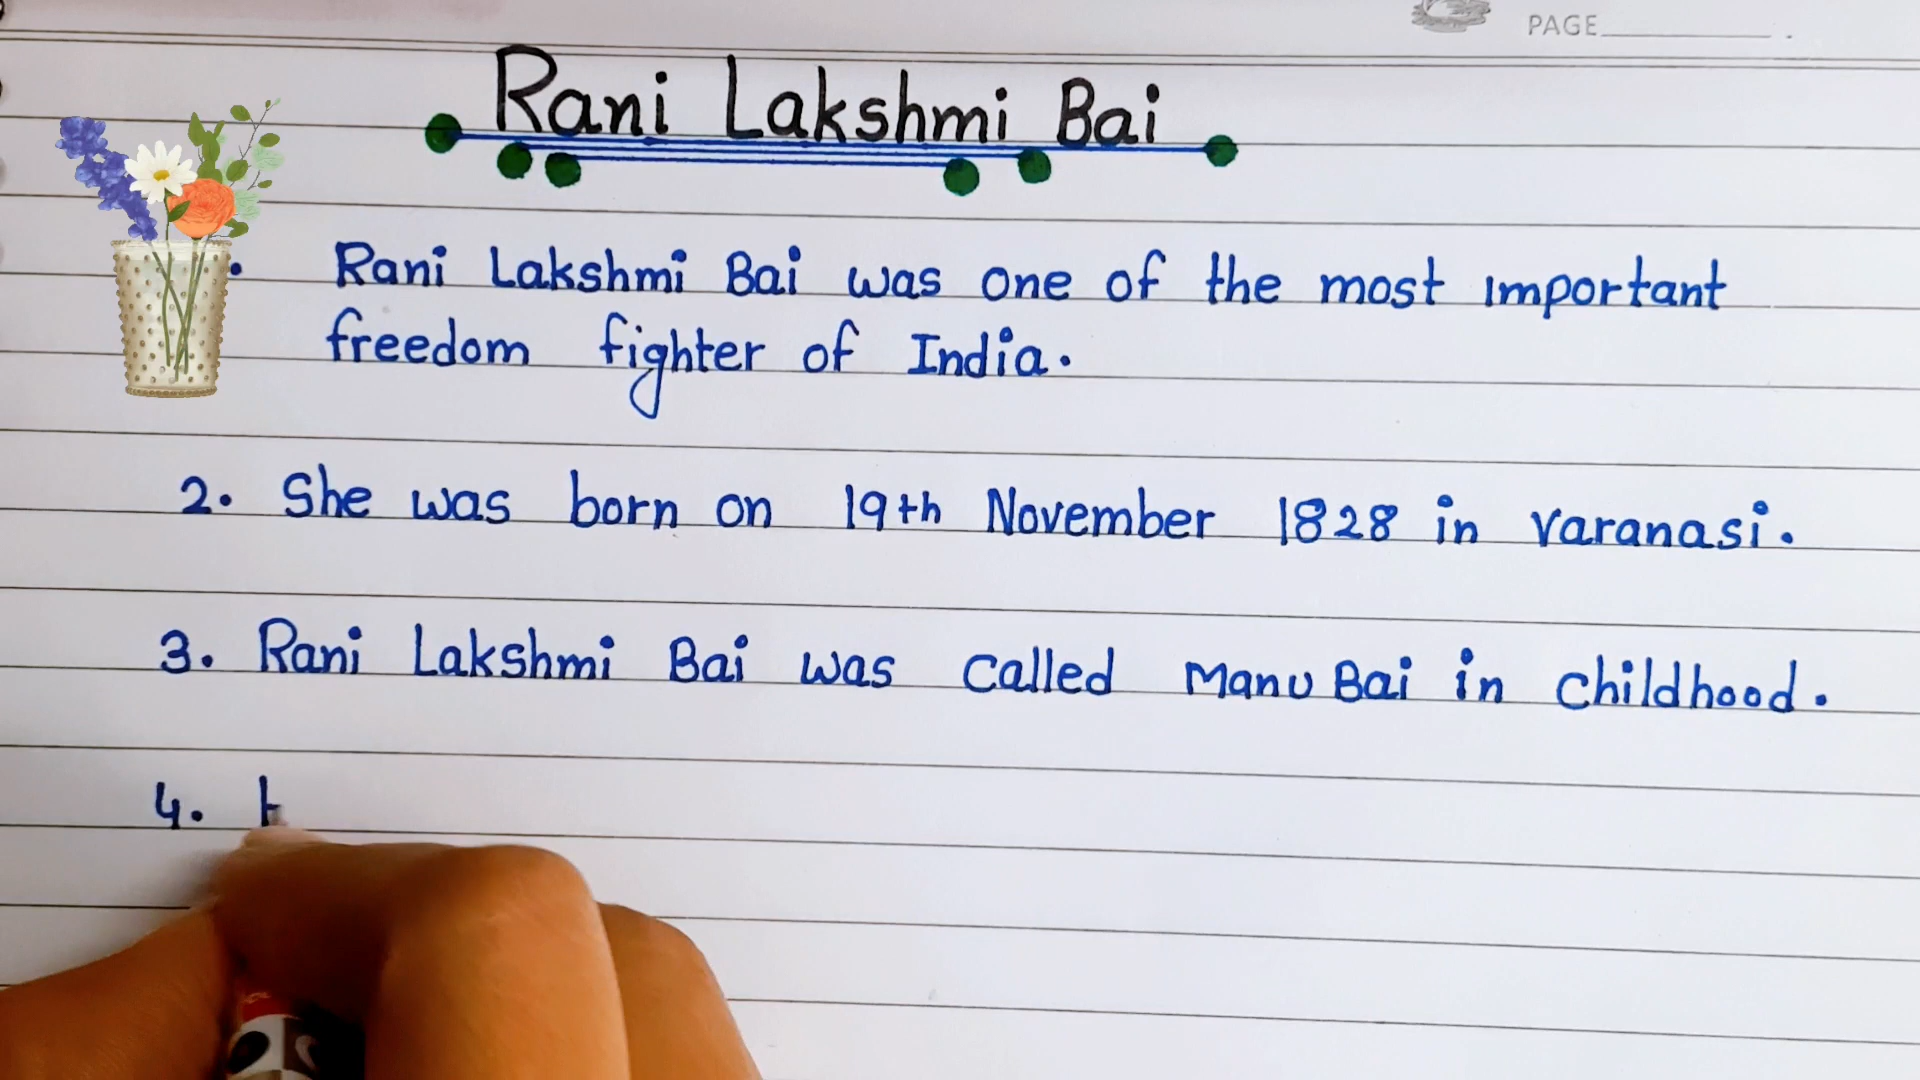 PAGE
Rani Lakshmi Bai
. Rani Lakshmi Bai was one of the most important
freedom fighter of India.
2. She was born on 19th November 1828 in varanasi.
3. Rani Lakshmi Bai was called Manu Bai in childhood.
4.